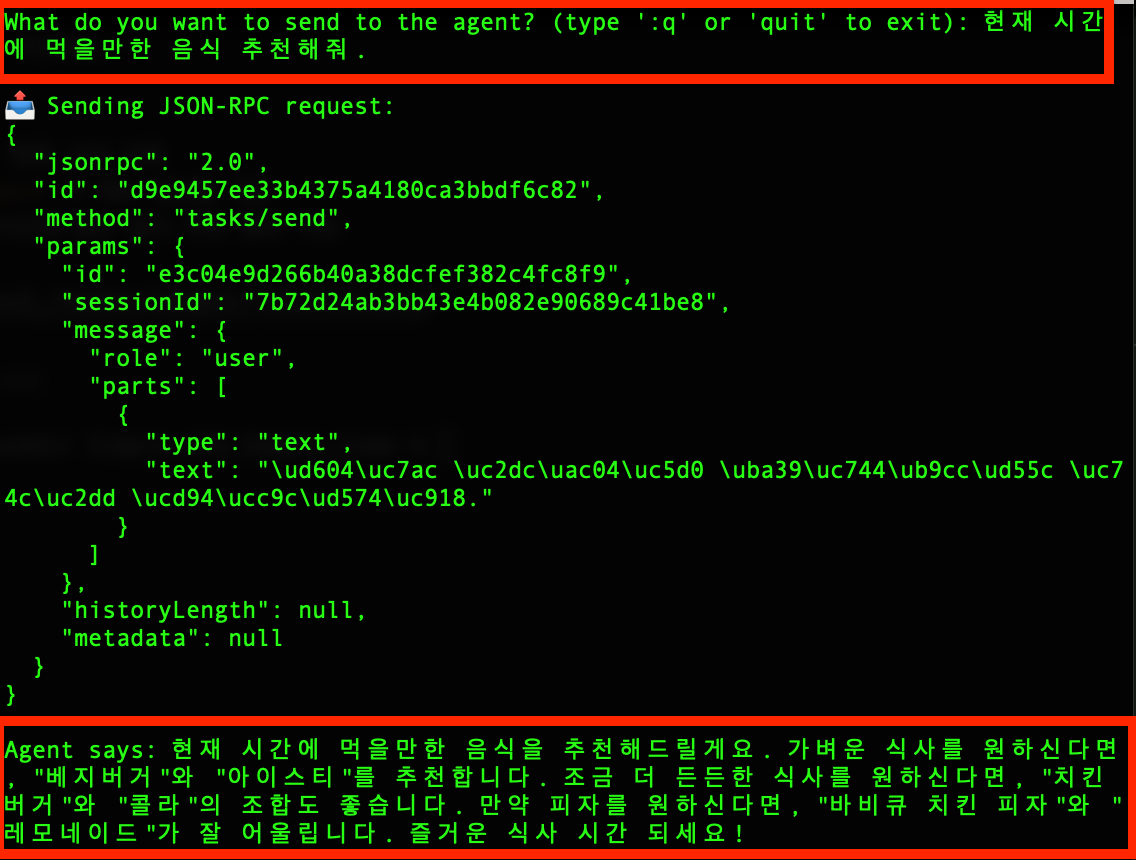 What do you want to send to the agent? (type ':q' or 'quit' to exit): 현재 시간
에 먹을만한 음식 추천해줘.
📤 Sending JSON-RPC request:
{
  "jsonrpc": "2.0",
  "id": "d9e9457ee33b4375a4180ca3bbdf6c82",
  "method": "tasks/send",
  "params": {
    "id": "e3c04e9d266b40a38dcfef382c4fc8f9",
    "sessionId": "7b72d24ab3bb43e4b082e90689c41be8",
    "message": {
      "role": "user",
      "parts": [
        {
          "type": "text",
          "text": "\ud604\uc7ac \uc2dc\uac04\uc5d0 \uba39\uc744\ub9cc\ud55c \uc7
4c\uc2dd \ucd94\ucc9c\ud574\uc918."
        }
      ]
    },
    "historyLength": null,
    "metadata": null
  }
}
Agent says: 현재 시간에 먹을만한 음식을 추천해드릴게요. 가벼운 식사를 원하신다면
, "베지버거"와 "아이스티"를 추천합니다. 조금 더 든든한 식사를 원하신다면, "치킨
버거"와 "콜라"의 조합도 좋습니다. 만약 피자를 원하신다면, "바비큐 치킨 피자"와 "
레모네이드"가 잘 어울립니다. 즐거운 식사 시간 되세요!